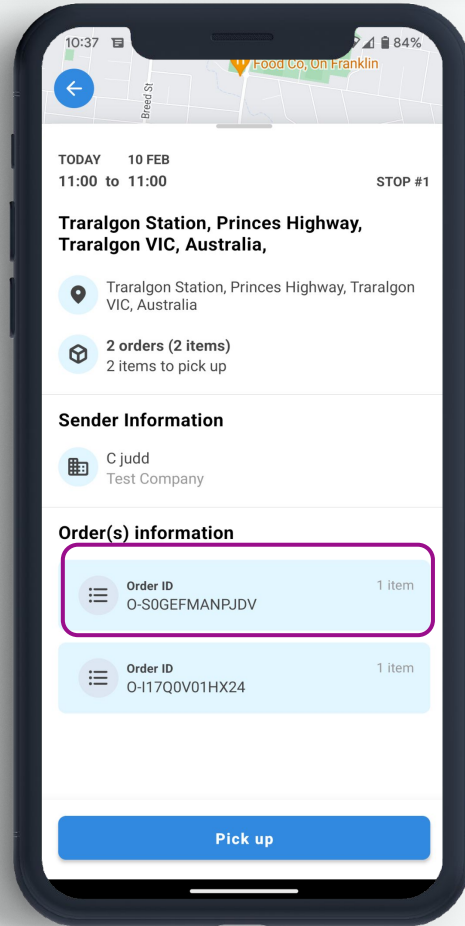 10:37
84%
Food Co, On Franklin
Breed St
TODAY 10 FEB
11:00 to 11:00
STOP #1
Traralgon Station, Princes Highway,
Traralgon VIC, Australia,
Traralgon Station, Princes Highway, Traralgon
VIC, Australia
2 orders (2 items)
2 items to pick up
Sender Information
C judd
Test Company
Order(s) information
Order ID
1 item
O-S0GEFMANPJDV
Order ID
1 item
O-I17Q0V01HX24
Pick up